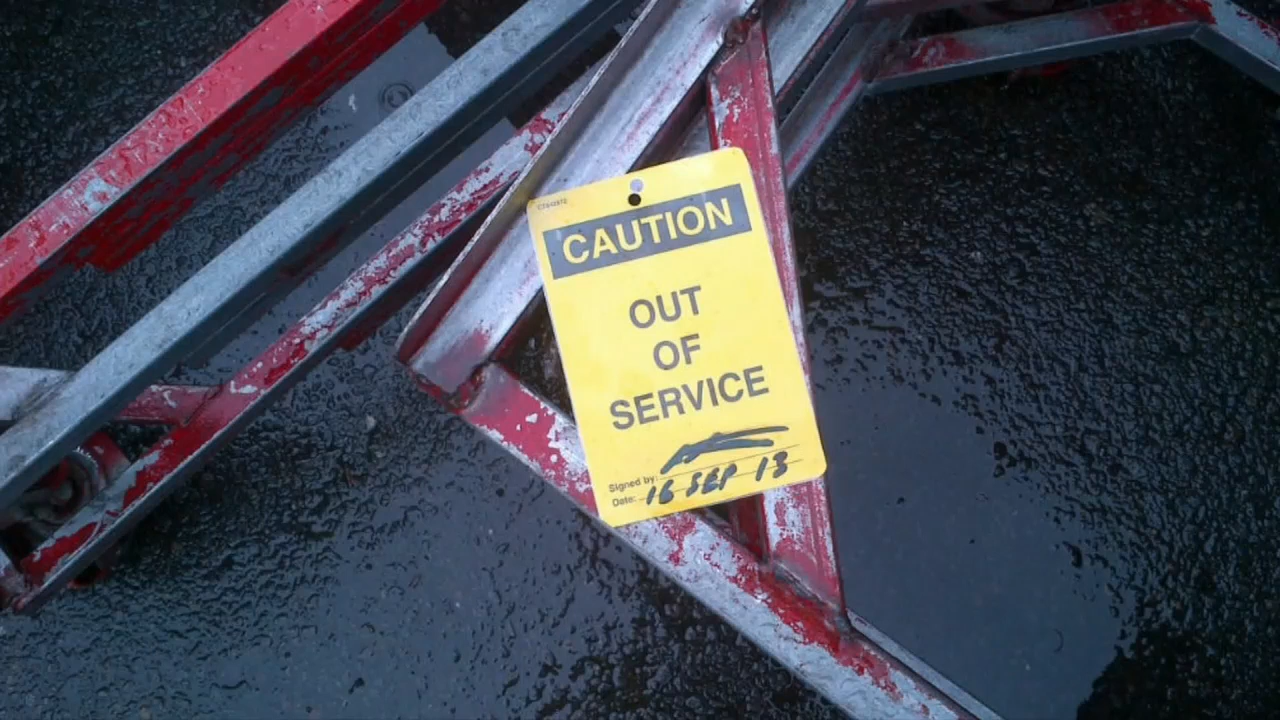 CAUTION
OUT
OF
SERVICE
Signed by:
Date: 16 SEP 13